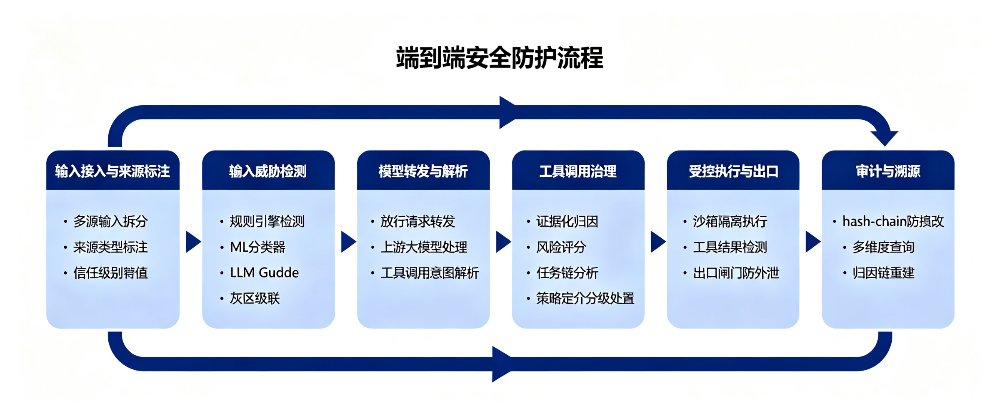 端到端安全防护流程
输入接入与来源标注
• 多源输入拆分
• 来源类型标注
• 信任级别特值
输入威胁检测
• 规则引擎检测
• ML分类器
• LLM Gudde
• 灰区级联
模型转发与解析
• 放行请求转发
• 上游大模型处理
• 工具调用意图解析
工具调用治理
• 证据化归因
• 风险评分
• 任务链分析
• 策略定介分级处置
受控执行与出口
• 沙箱隔离执行
• 工具结果检测
• 出口闸门防外泄
审计与溯源
• hash-chain防改
• 多维度查询
• 归因链重建